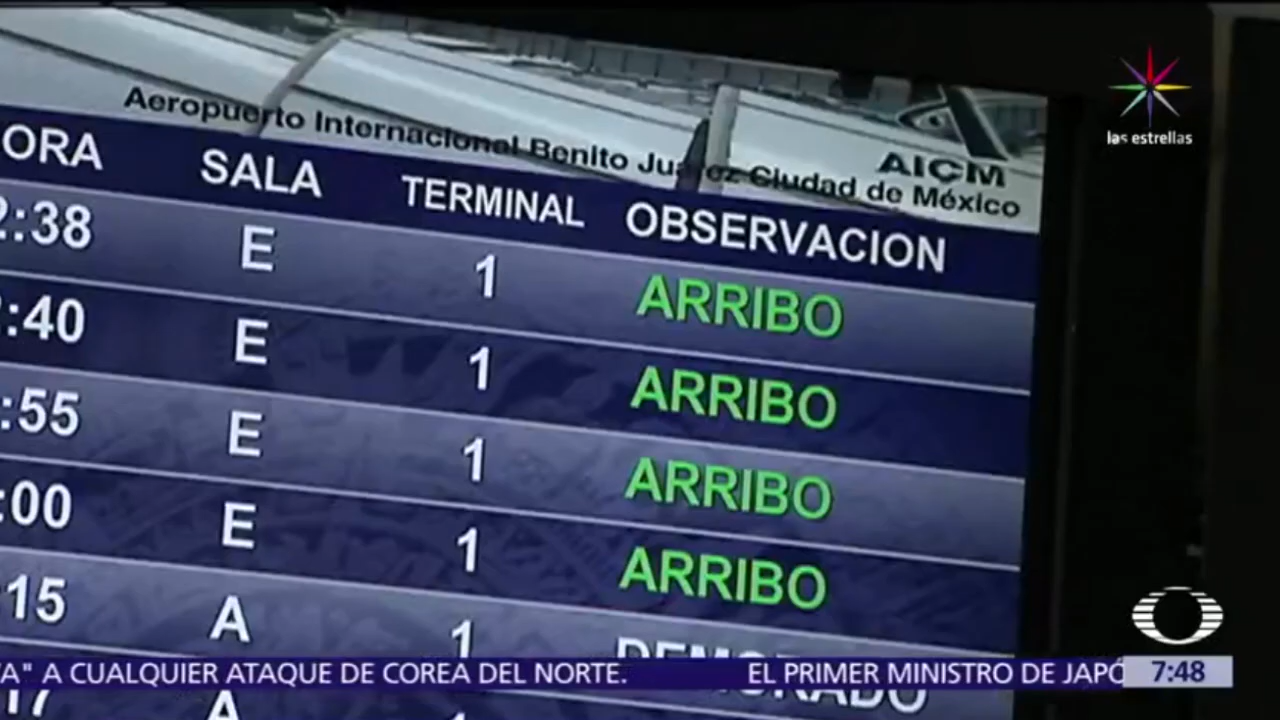 las estrellas
Aeropuerto Internacional Benito Juárez Ciudad de México
AICM
ORA SALA TERMINAL OBSERVACION
2:38 E 1 ARRIBO
:40 E 1 ARRIBO
:55 E 1 ARRIBO
:00 E 1 ARRIBO
:15 A 1 DEMORADO
17 A
A" A CUALQUIER ATAQUE DE COREA DEL NORTE. EL PRIMER MINISTRO DE JAPÓ
7:48